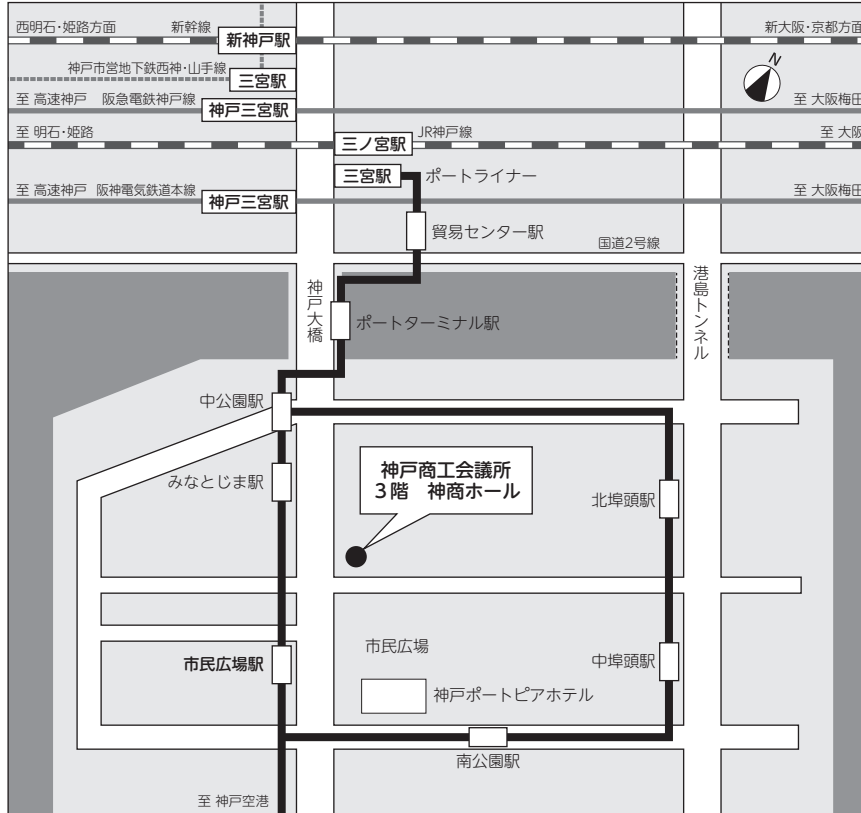 西明石・姫路方面
新幹線
新神戸駅
新大阪・京都方面
神戸市営地下鉄西神・山手線
三宮駅
N
至 高速神戸 阪急電鉄神戸線
神戸三宮駅
至 大阪梅田
至 明石・姫路
三ノ宮駅
JR神戸線
至 大阪
三宮駅
ポートライナー
至 高速神戸 阪神電気鉄道本線
神戸三宮駅
至 大阪梅田
貿易センター駅
国道2号線
神戸大橋
港島トンネル
ポートターミナル駅
中公園駅
みなとじま駅
神戸商工会議所
3階 神商ホール
北埠頭駅
市民広場
市民広場駅
中埠頭駅
神戸ポートピアホテル
南公園駅
至 神戸空港